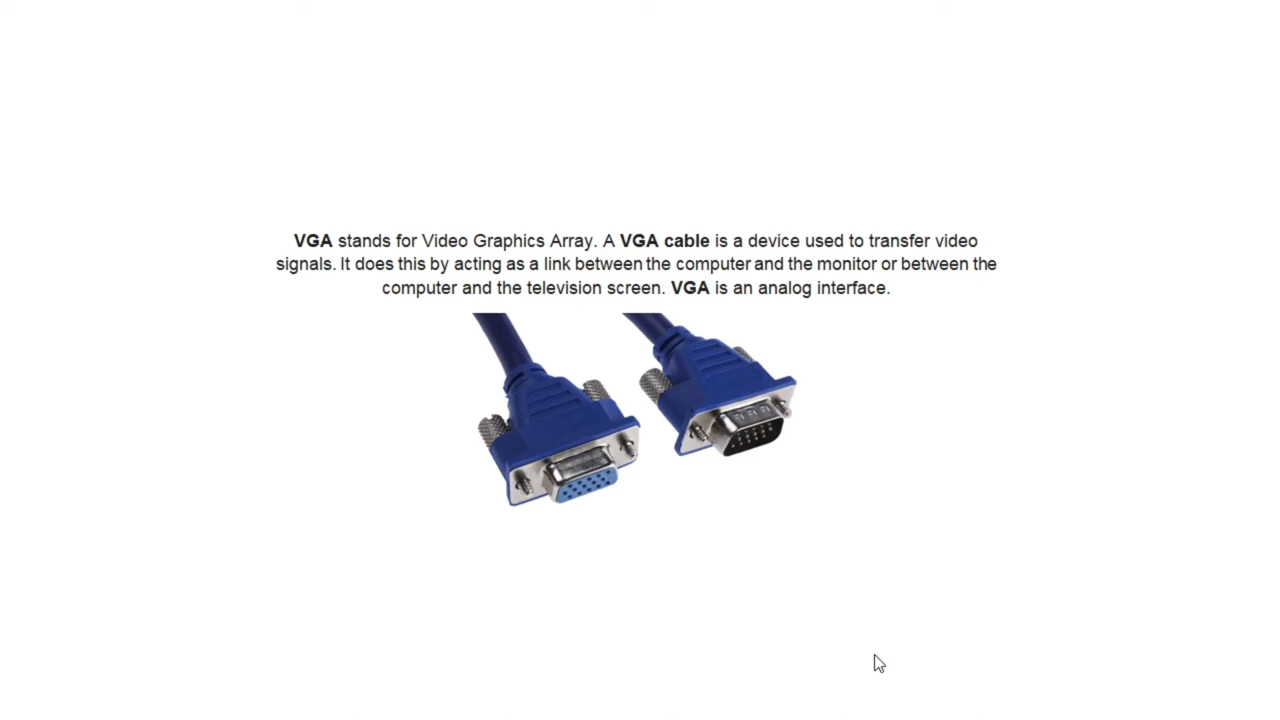 VGA stands for Video Graphics Array. A VGA cable is a device used to transfer video
signals. It does this by acting as a link between the computer and the monitor or between the
computer and the television screen. VGA is an analog interface.